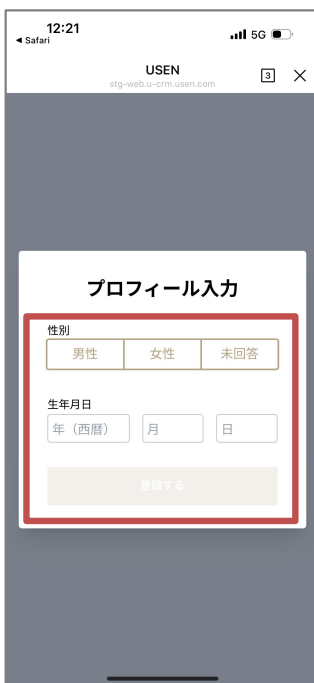 12:21
◀ Safari
5G
USEN
stg-web.u-crm.usen.com
3
プロフィール入力
性別
男性 女性 未回答
生年月日
年（西暦） 月 日
登録する